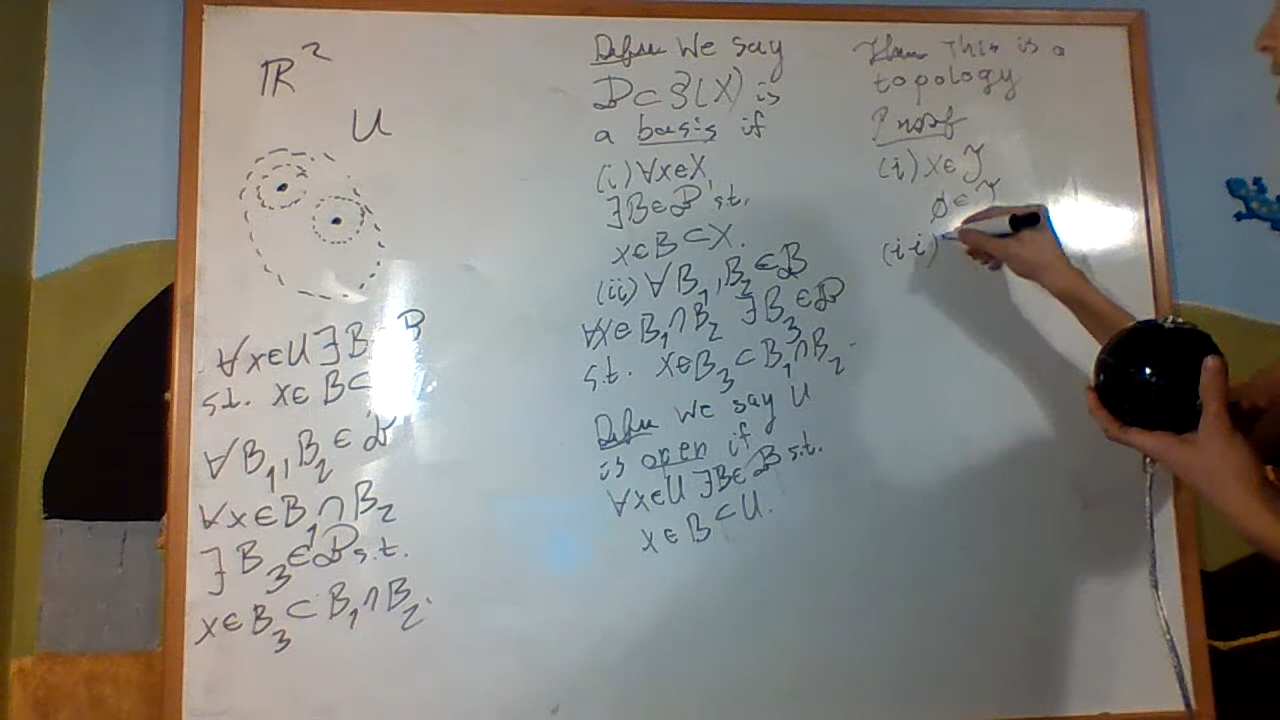 ℝ²
U
∀x∈U ∃B
s.t. x∈B⊂
∀B₁,B₂∈ℬ
∀x∈B₁∩B₂
∃B₃∈ℬ s.t.
x∈B₃⊂B₁∩B₂.
Defn We say
ℬ⊂𝒫(X) is
a basis if
(i) ∀x∈X,
∃B∈ℬ s.t.
x∈B⊂X.
(ii) ∀B₁,B₂∈ℬ
∀x∈B₁∩B₂ ∃B₃∈ℬ
s.t. x∈B₃⊂B₁∩B₂.
Defn We say U
is open if
∀x∈U ∃B∈ℬ s.t.
x∈B⊂U.
Thm This is a
topology
Proof
(i) X∈𝒯
∅∈𝒯
(ii)